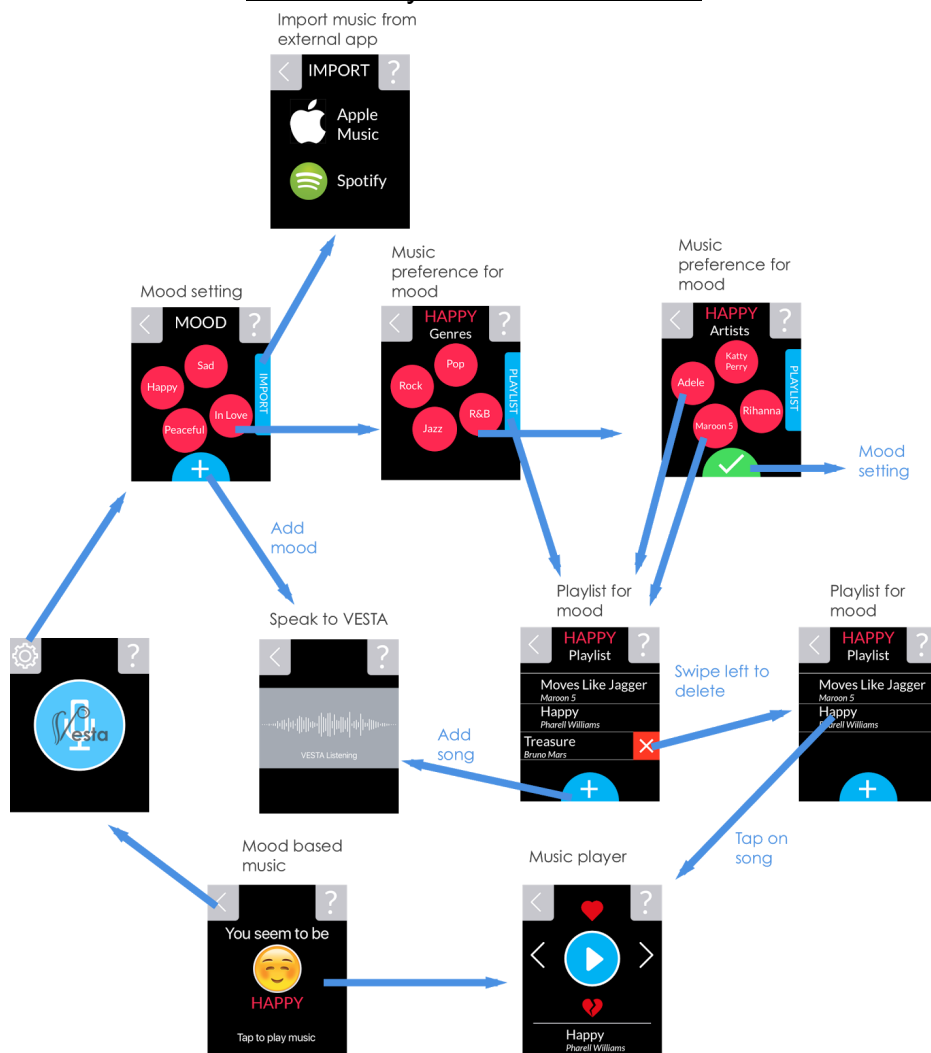 Import music from
external app
IMPORT
?
Apple
Music
Spotify
Mood setting
MOOD
?
Sad
Happy
In Love
Peaceful
IMPORT
+
Music
preference for
mood
HAPPY
Genres
?
Pop
Rock
R&B
Jazz
PLAYLIST
Music
preference for
mood
HAPPY
Artists
?
Katty
Perry
Adele
Rihanna
Maroon 5
PLAYLIST
Mood
setting
Add
mood
?
Vesta
Speak to VESTA
?
VESTA Listening
Add
song
Playlist for
mood
HAPPY
Playlist
?
Moves Like Jagger
Maroon 5
Happy
Pharell Williams
Treasure
Bruno Mars
+
Swipe left to
delete
Playlist for
mood
HAPPY
Playlist
?
Moves Like Jagger
Maroon 5
Happy
Pharell Williams
+
Tap on
song
Mood based
music
?
You seem to be
HAPPY
Tap to play music
Music player
?
Happy
Pharell Williams